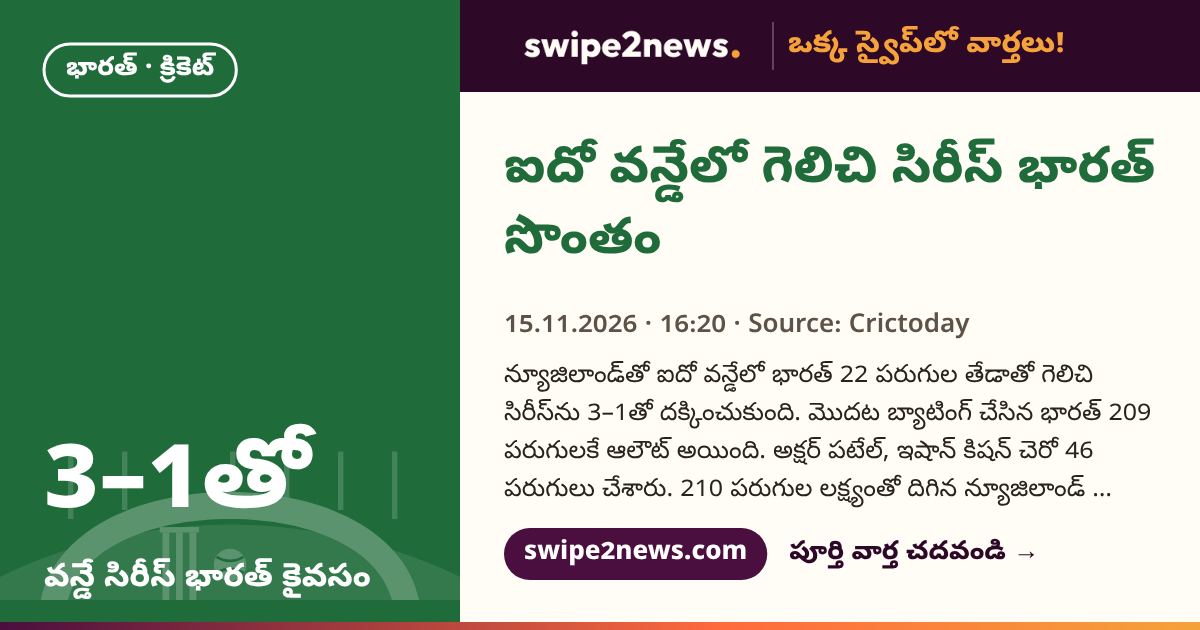 భారత్ · క్రికెట్
3–1తో
వన్డే సిరీస్ భారత్ కైవసం
swipe2news.
ఒక్క స్వైప్‌లో వార్తలు!
ఐదో వన్డేలో గెలిచి సిరీస్ భారత్
సొంతం
15.11.2026 · 16:20 · Source: Crictoday
న్యూజిలాండ్‌తో ఐదో వన్డేలో భారత్ 22 పరుగుల తేడాతో గెలిచి
సిరీస్‌ను 3–1తో దక్కించుకుంది. మొదట బ్యాటింగ్ చేసిన భారత్ 209
పరుగులకే ఆలౌట్ అయింది. అక్షర్ పటేల్, ఇషాన్ కిషన్ చెరో 46
పరుగులు చేశారు. 210 పరుగుల లక్ష్యంతో దిగిన న్యూజిలాండ్ ...
swipe2news.com
పూర్తి వార్త చదవండి →